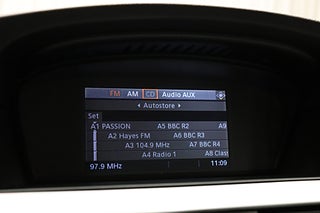 FM AM CD Audio AUX
Autostore
Set
A1 PASSION A5 BBC R2 A9
A2 Hayes FM A6 BBC R3
A3 104.9 MHz A7 BBC R4
A4 Radio 1 A8 Class
97.9 MHz 11:09